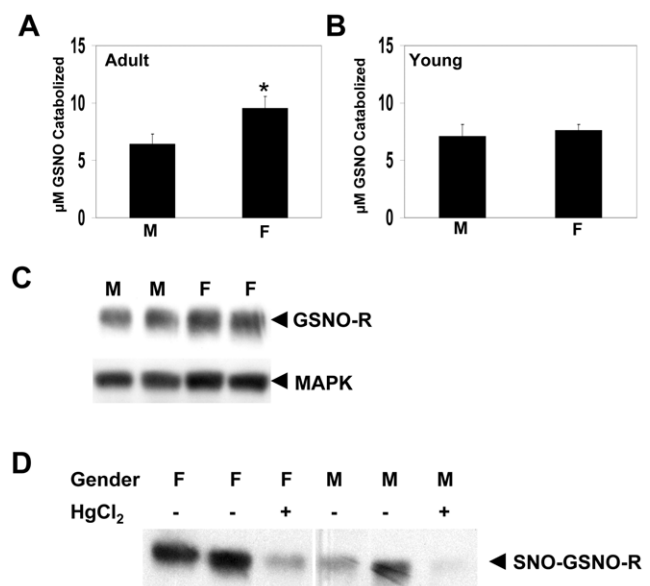 A
B
15
10
5
0
µM GSNO Catabolized
Adult
*
M F
15
10
5
0
µM GSNO Catabolized
Young
M F
C
M M F F
◄ GSNO-R
◄ MAPK
D
Gender F F F M M M
HgCl₂ - - + - - +
◄ SNO-GSNO-R